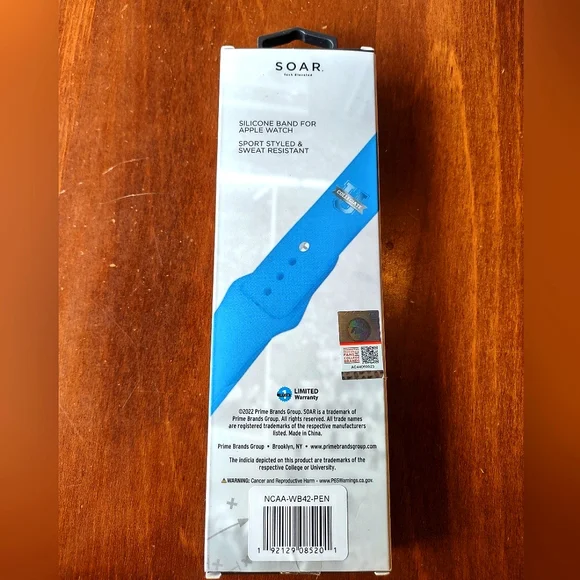 SOAR
Tech Elevated
SILICONE BAND FOR
APPLE WATCH
SPORT STYLED &
SWEAT RESISTANT
U
COLLEGIATE
LIMITED
Warranty
©2022 Prime Brands Group. SOAR is a trademark of
Prime Brands Group. All rights reserved. All trade names
are registered trademarks of the respective manufacturers
listed. Made in China.
Prime Brands Group • Brooklyn, NY • www.primebrandsgroup.com
The indicia depicted on this product are trademarks of the
respective College or University.
WARNING: Cancer and Reproductive Harm - www.P65Warnings.ca.gov.
NCAA-WB42-PEN
1 92129 08520 1